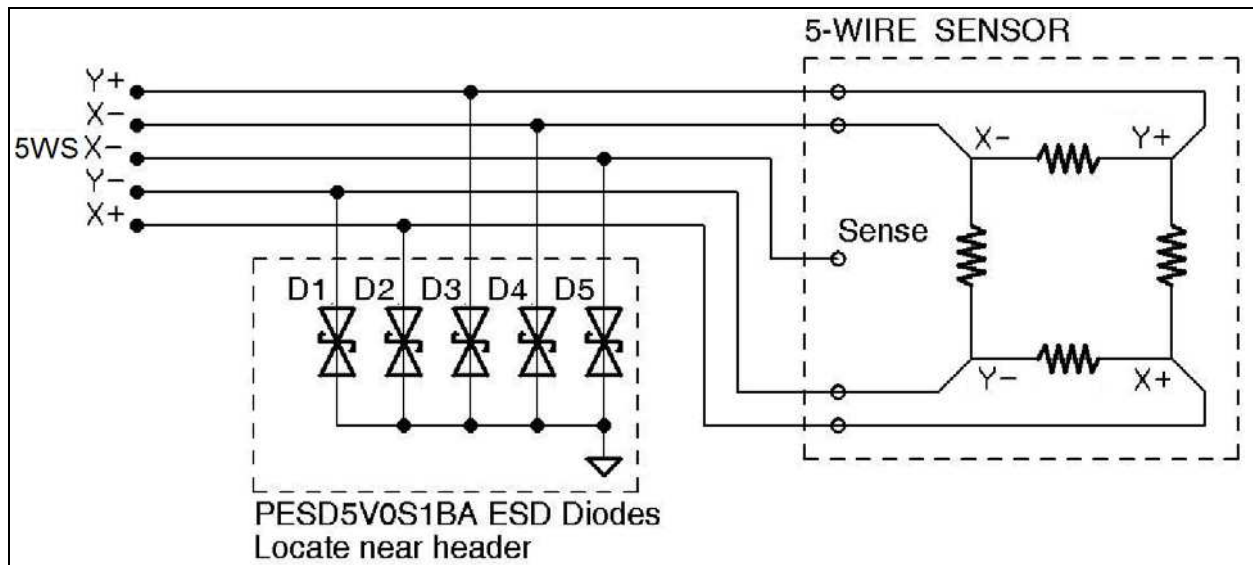 5-WIRE SENSOR
Y+
X-
5WS X-
Y-
X+
X-
Y+
Sense
Y-
X+
D1 D2 D3 D4 D5
PESD5V0S1BA ESD Diodes
Locate near header